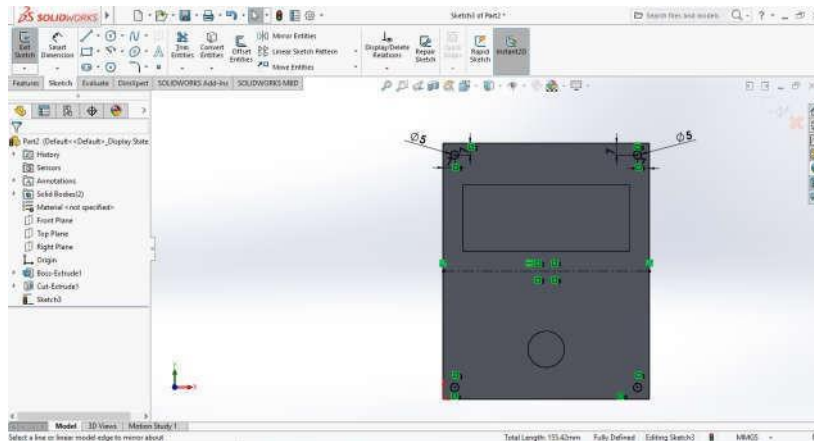 SOLIDWORKS
Sketch3 of Part2 *
Search files and models
Exit Sketch
Smart Dimension
Trim Entities
Convert Entities
Offset Entities
Mirror Entities
Linear Sketch Pattern
Move Entities
Display/Delete Relations
Repair Sketch
Rapid Sketch
Instant2D
Features Sketch Evaluate DimXpert SOLIDWORKS Add-Ins SOLIDWORKS MBD
Part2 (Default<<Default>_Display State
History
Sensors
Annotations
Solid Bodies(2)
Material <not specified>
Front Plane
Top Plane
Right Plane
Origin
Boss-Extrude1
Cut-Extrude1
Sketch3
Ø5
Ø5
7
7
Model 3D Views Motion Study 1
Select a line or linear model edge to mirror about
Total Length: 155.42mm Fully Defined Editing Sketch3 MMGS